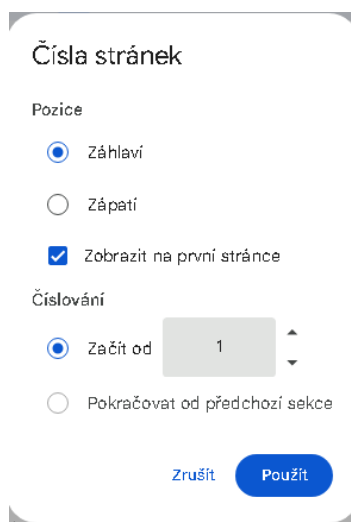 Čísla stránek
Pozice
Záhlaví
Zápatí
Zobrazit na první stránce
Číslování
Začít od 1
Pokračovat od předchozí sekce
Zrušit Použít